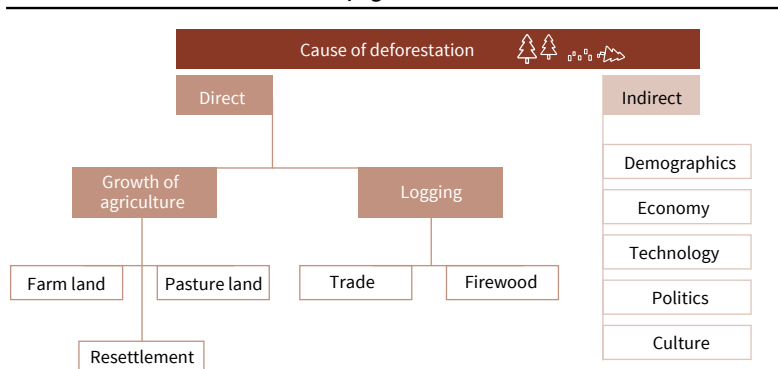 Cause of deforestation
Direct
Indirect
Growth of
agriculture
Logging
Farm land
Pasture land
Resettlement
Trade
Firewood
Demographics
Economy
Technology
Politics
Culture